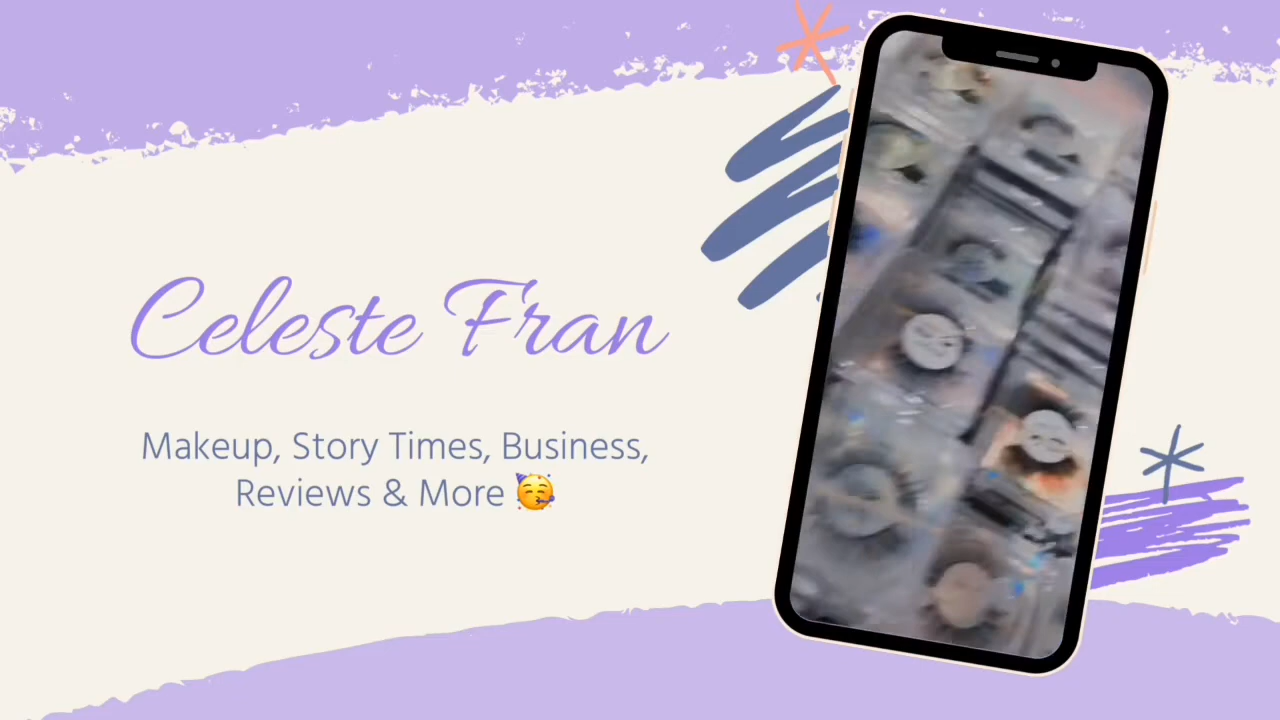 Celeste Fran
Makeup, Story Times, Business,
Reviews & More 🥳